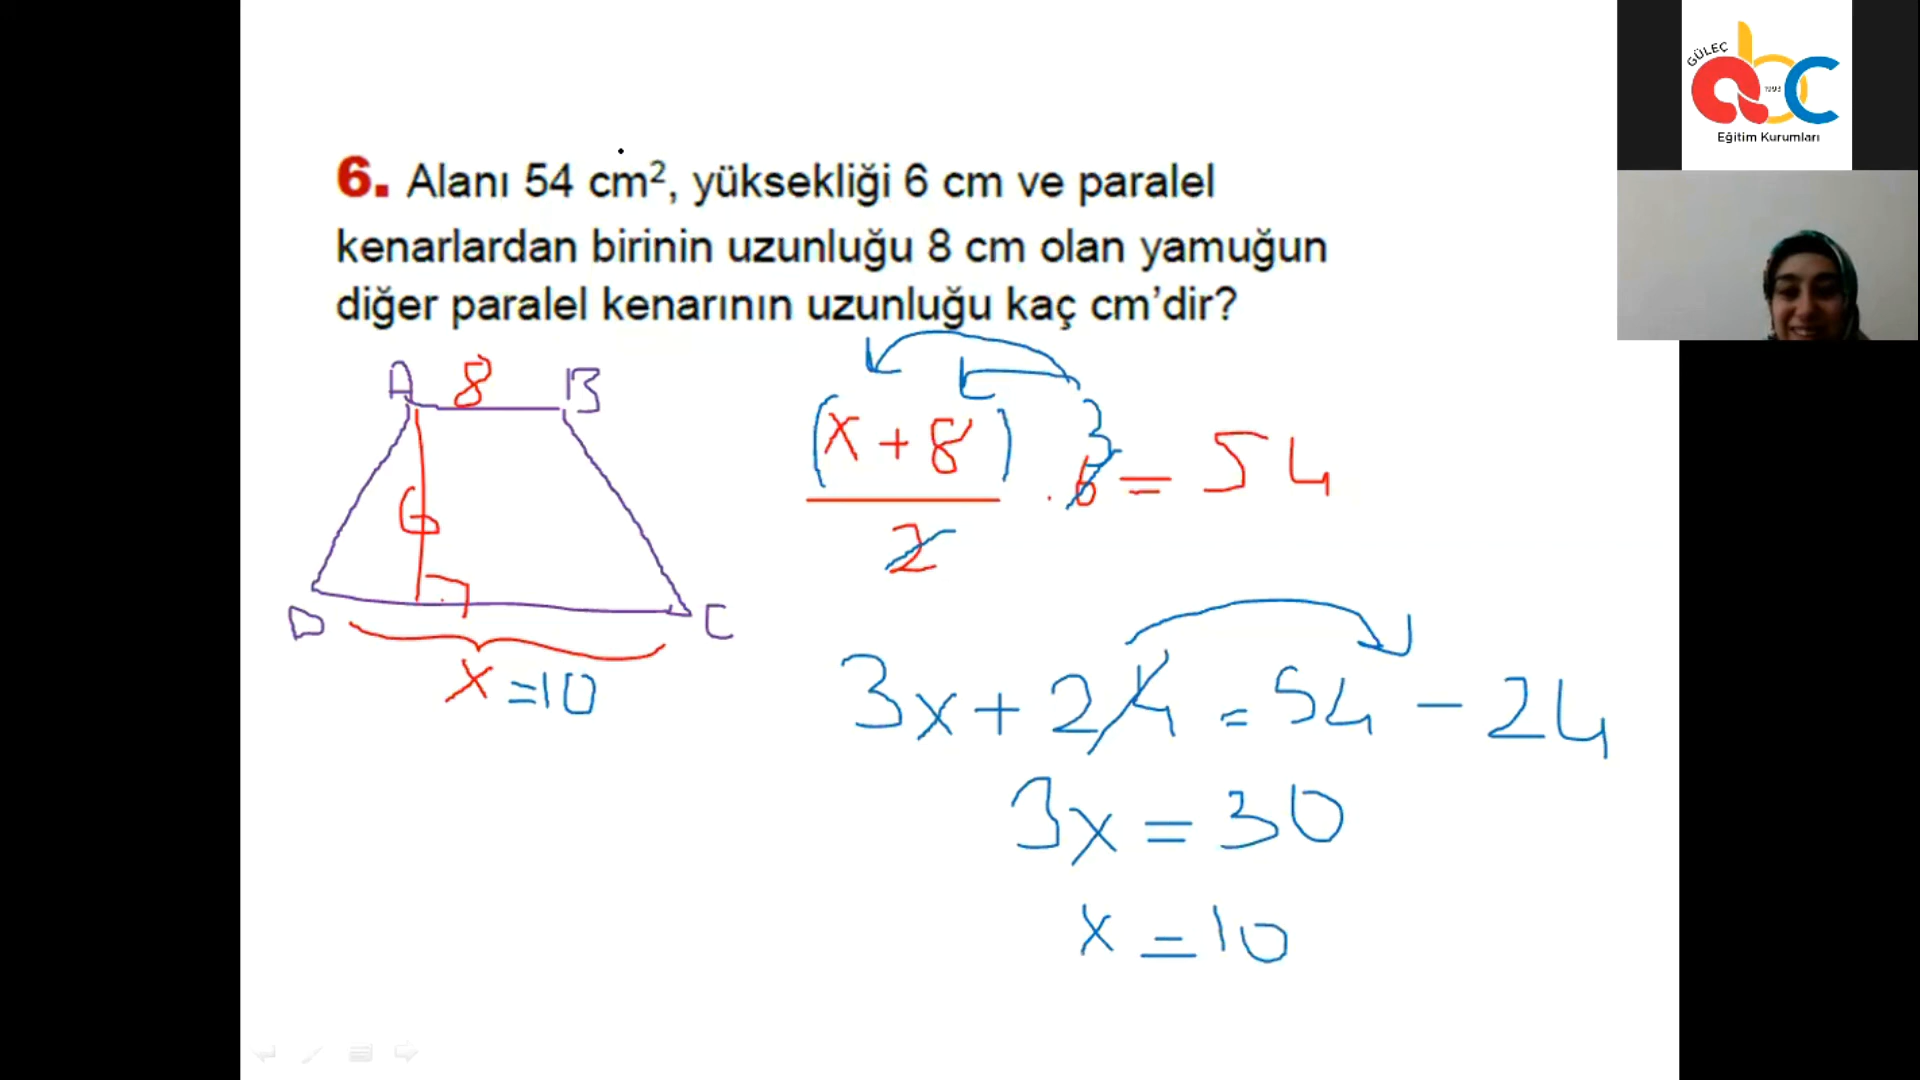 GÜLEÇ
abc
1993
Eğitim Kurumları
6. Alanı 54 cm², yüksekliği 6 cm ve paralel
kenarlardan birinin uzunluğu 8 cm olan yamuğun
diğer paralel kenarının uzunluğu kaç cm’dir?
A 8 B
6
D C
x = 10
3
(x + 8) . 6 = 54
2
3x + 24 = 54 - 24
3x = 30
x = 10